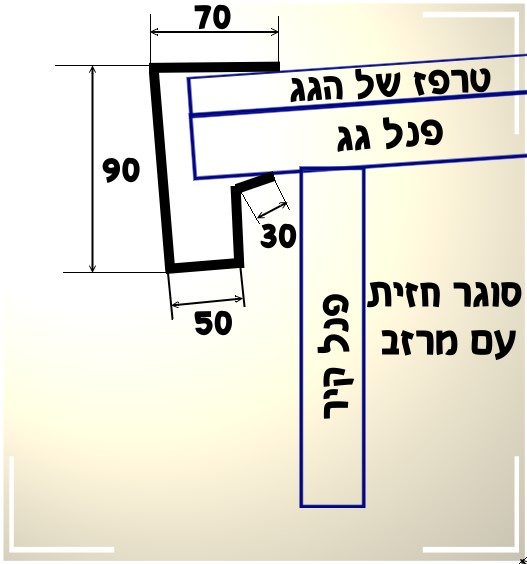 70
טרפז של הגג
פנל גג
90
30
סוגר חזית
עם מרזב
50
פנל קיר